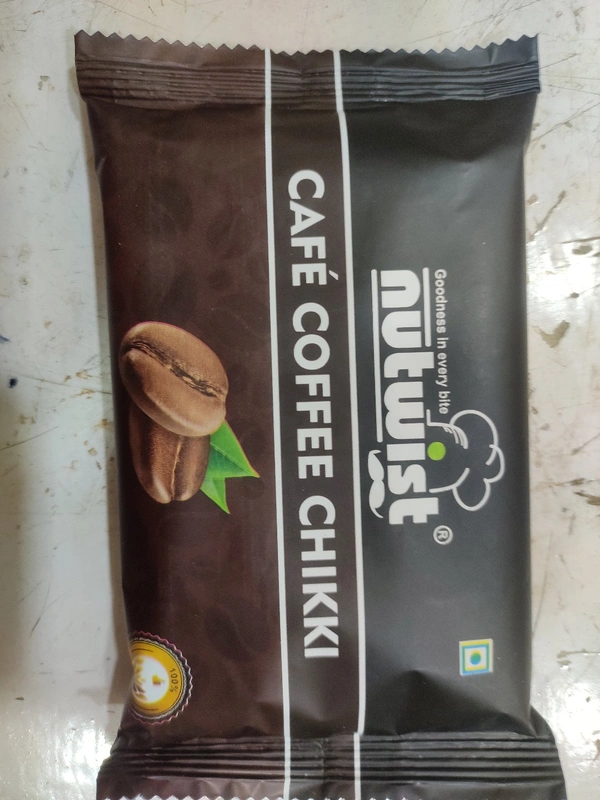 Goodness in every bite
nutwist®
CAFÉ COFFEE CHIKKI
100%